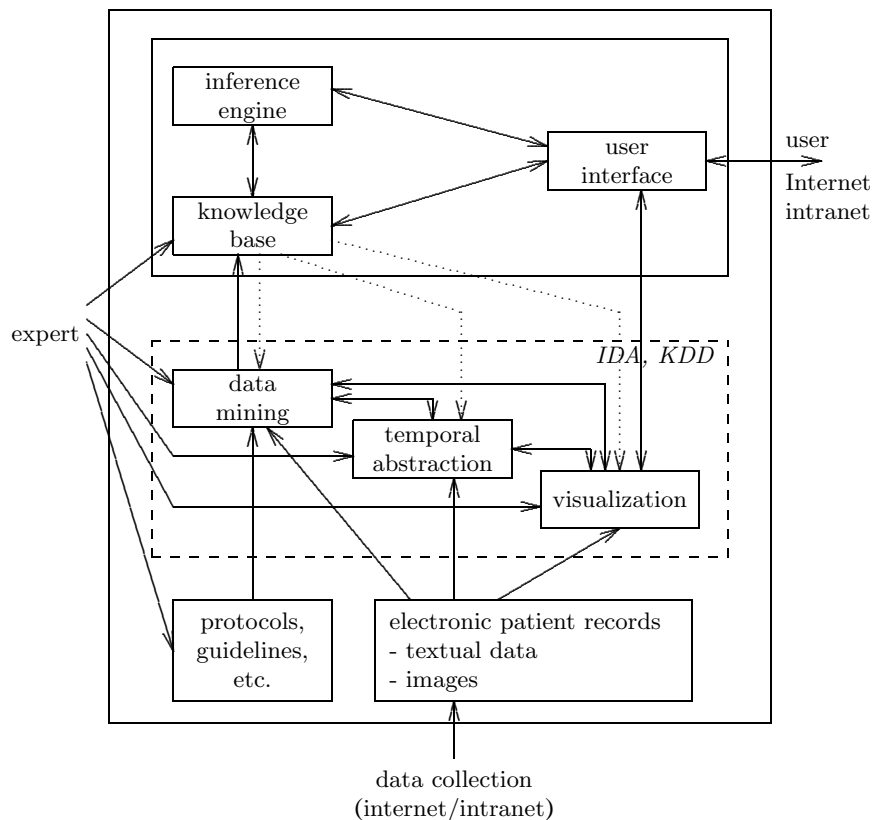 inference
engine
user
interface
user
Internet
intranet
knowledge
base
expert
IDA, KDD
data
mining
temporal
abstraction
visualization
protocols,
guidelines,
etc.
electronic patient records
- textual data
- images
data collection
(internet/intranet)